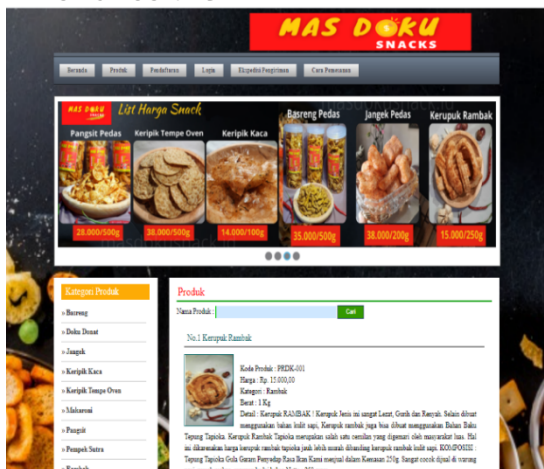 MAS DOKU
SNACKS
Beranda Produk Pendaftaran Login Ekspedisi Pengiriman Cara Pemesanan
MAS DOKU List Harga Snack
Pangsit Pedas Keripik Tempe Oven Keripik Kaca Basreng Pedas Jangek Pedas Kerupuk Rambak
28.000/500g 38.000/500g 14.000/100g 35.000/500g 38.000/200g 15.000/250g
Kategori Produk
» Basreng
» Doku Donat
» Jangek
» Keripik Kaca
» Keripik Tempe Oven
» Makaroni
» Pangsit
» Pempek Sutra
» Rambak
Produk
Nama Produk : Cari
No.1 Kerupuk Rambak
Kode Produk : PRDK-001
Harga : Rp. 15.000,00
Kategori : Rambak
Berat : 1 Kg
Detail : Kerupuk RAMBAK ! Kerupuk Jenis ini sangat Lezat, Gurih dan Renyah. Selain dibuat
menggunakan bahan kulit sapi, Kerupuk rambak juga bisa dibuat menggunakan Bahan Baku
Tepung Tapioka. Kerupuk Rambak Tapioka merupakan salah satu cemilan yang digemari oleh masyarakat luas. Hal
ini dikarenakan harga kerupuk rambak tapioka jauh lebih murah dibanding kerupuk rambak kulit sapi. KOMPOSISI :
Tepung Tapioka Gula Garam Penyedap Rasa Ikan Kami menjual dalam Kemasan 250g. Sangat cocok dijual di warung